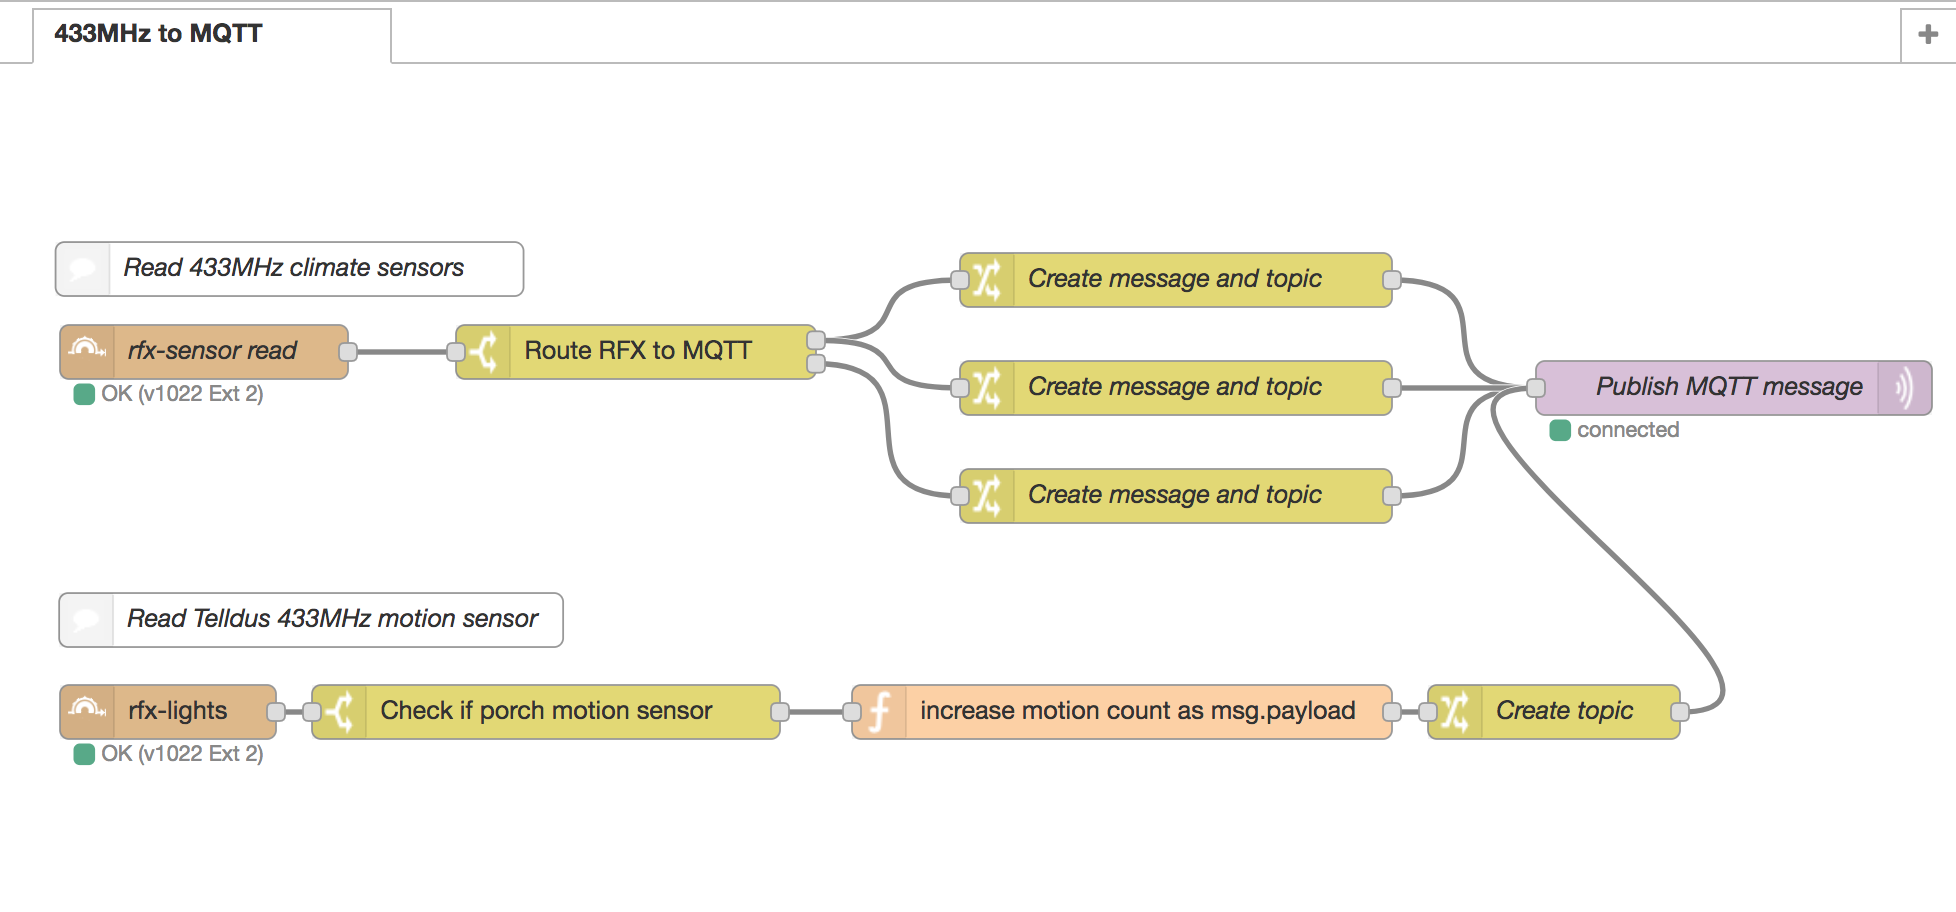 433MHz to MQTT
Read 433MHz climate sensors
rfx-sensor read
OK (v1022 Ext 2)
Route RFX to MQTT
Create message and topic
Create message and topic
Create message and topic
Publish MQTT message
connected
Read Telldus 433MHz motion sensor
rfx-lights
OK (v1022 Ext 2)
Check if porch motion sensor
increase motion count as msg.payload
Create topic